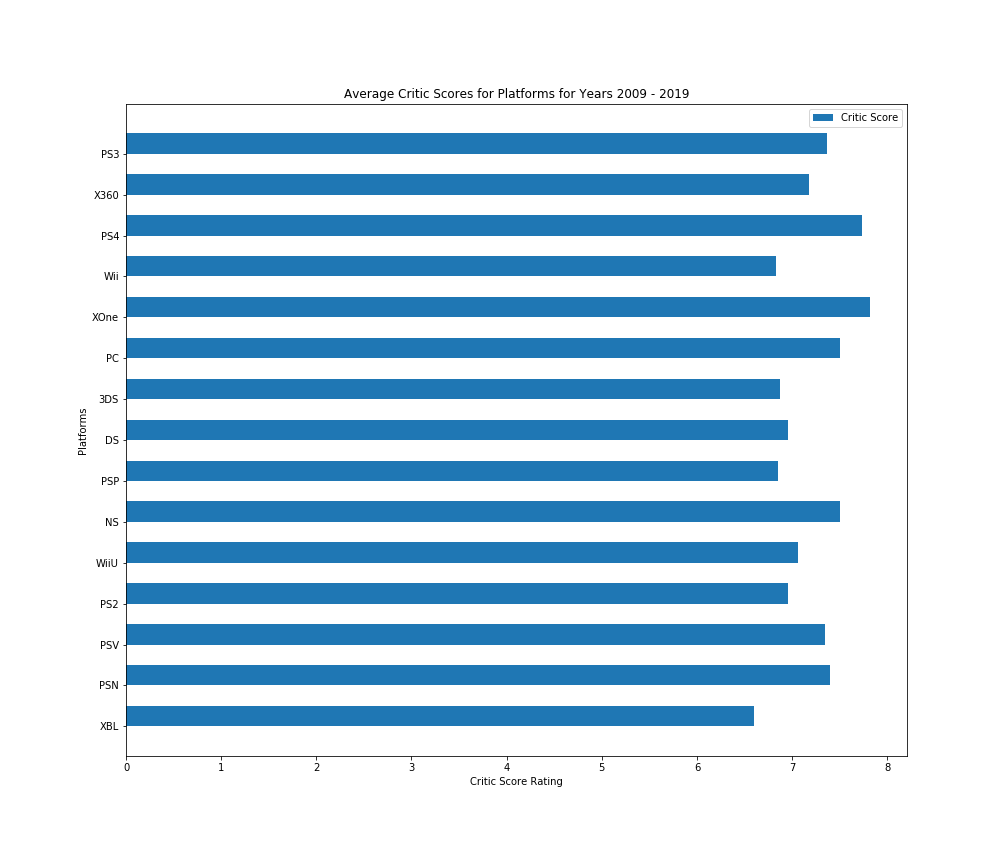 Average Critic Scores for Platforms for Years 2009 - 2019
Critic Score
PS3
X360
PS4
Wii
XOne
PC
3DS
DS
PSP
NS
WiiU
PS2
PSV
PSN
XBL
Platforms
0 1 2 3 4 5 6 7 8
Critic Score Rating